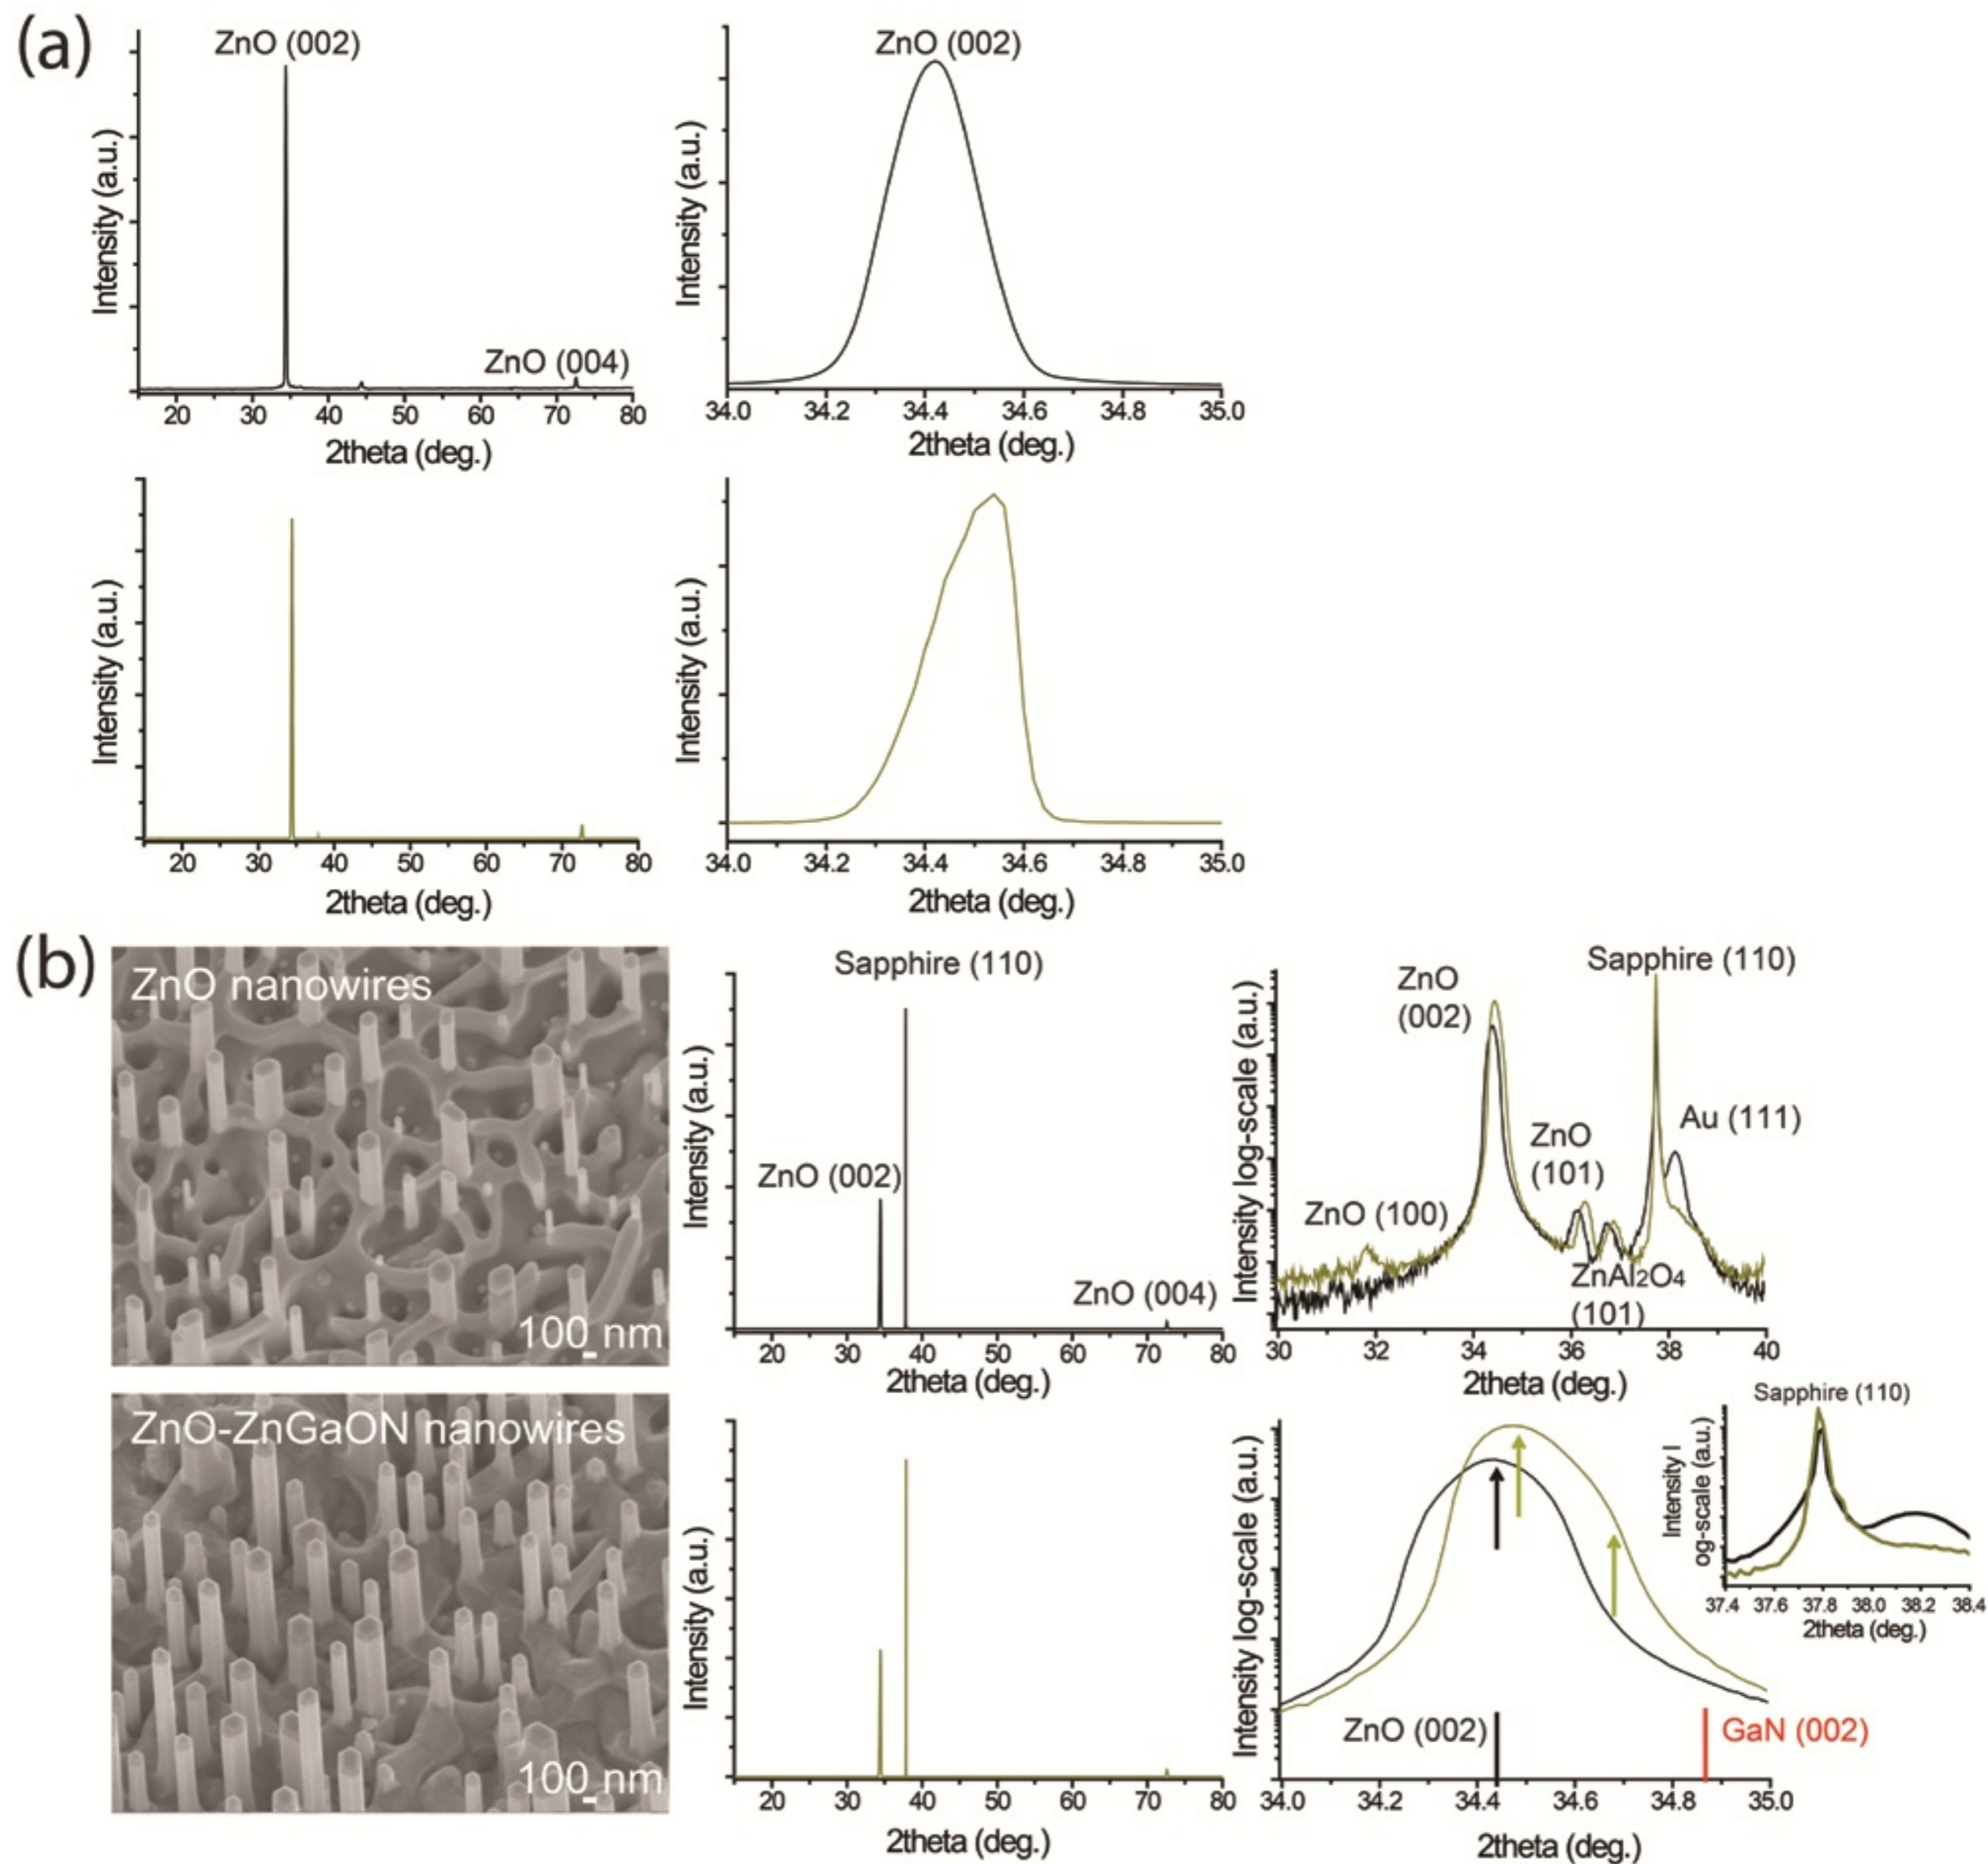 (a)
ZnO (002)
Intensity (a.u.)
ZnO (004)
20 30 40 50 60 70 80
2theta (deg.)
ZnO (002)
Intensity (a.u.)
34.0 34.2 34.4 34.6 34.8 35.0
2theta (deg.)
Intensity (a.u.)
20 30 40 50 60 70 80
2theta (deg.)
Intensity (a.u.)
34.0 34.2 34.4 34.6 34.8 35.0
2theta (deg.)
(b)
ZnO nanowires
100 nm
Sapphire (110)
Intensity (a.u.)
ZnO (002)
ZnO (004)
20 30 40 50 60 70 80
2theta (deg.)
Sapphire (110)
ZnO
(002)
Intensity log-scale (a.u.)
Au (111)
ZnO
(101)
ZnO (100)
ZnAl2O4
(101)
30 32 34 36 38 40
2theta (deg.)
ZnO-ZnGaON nanowires
100 nm
Intensity (a.u.)
20 30 40 50 60 70 80
2theta (deg.)
Intensity log-scale (a.u.)
ZnO (002)
GaN (002)
34.0 34.2 34.4 34.6 34.8 35.0
2theta (deg.)
Sapphire (110)
Intensity l
og-scale (a.u.)
37.4 37.6 37.8 38.0 38.2 38.4
2theta (deg.)